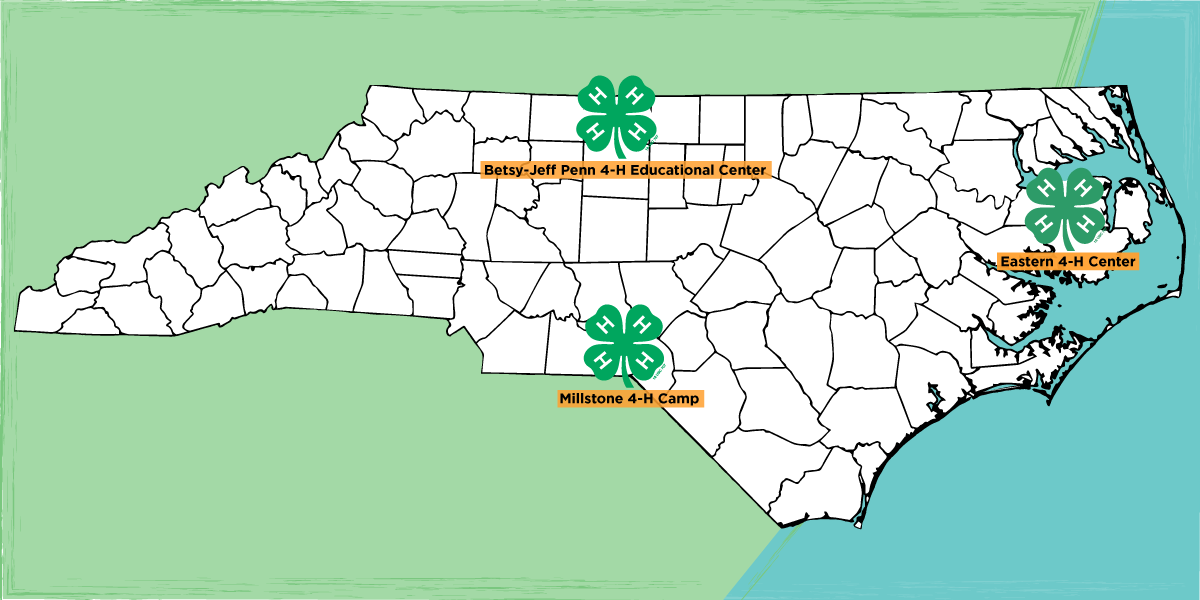 H H
H H
Betsy-Jeff Penn 4-H Educational Center
H H
H H
Eastern 4-H Center
H H
H H
Millstone 4-H Camp